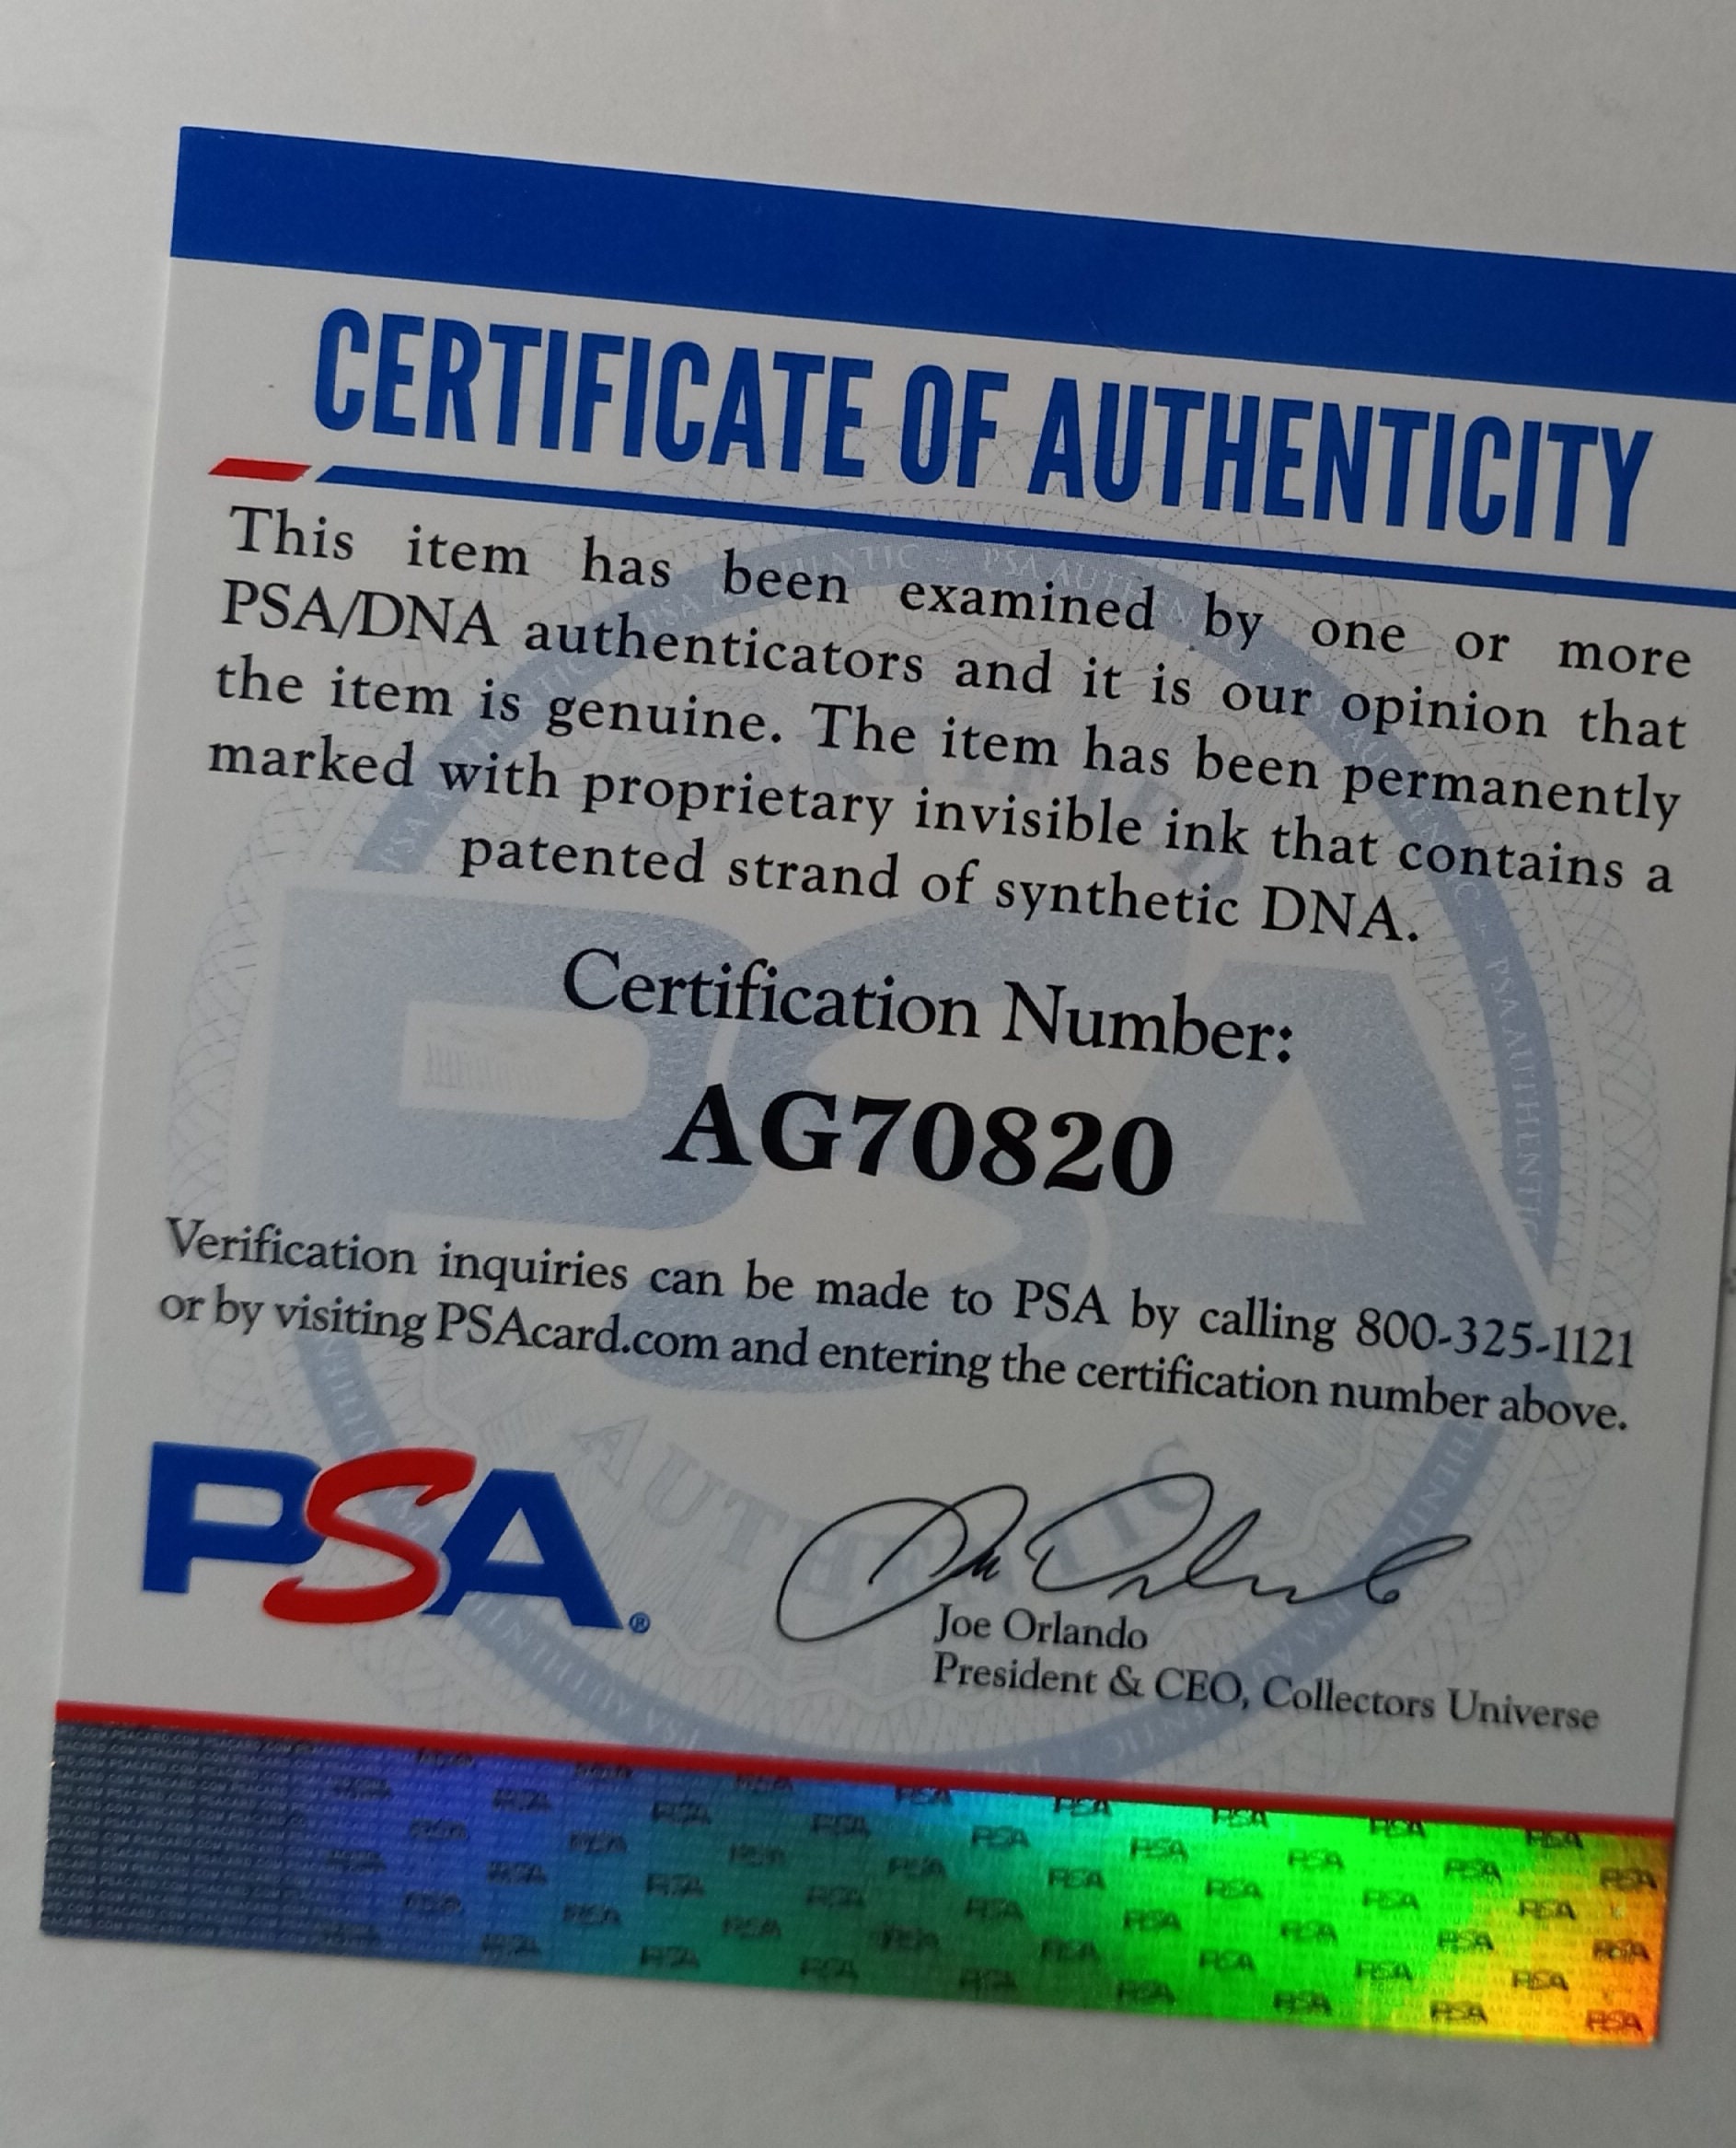 CERTIFICATE OF AUTHENTICITY
This item has been examined by one or more
PSA/DNA authenticators and it is our opinion that
the item is genuine. The item has been permanently
marked with proprietary invisible ink that contains a
patented strand of synthetic DNA.
Certification Number:
AG70820
Verification inquiries can be made to PSA by calling 800-325-1121
or by visiting PSAcard.com and entering the certification number above.
PSA®
Joe Orlando
President & CEO, Collectors Universe